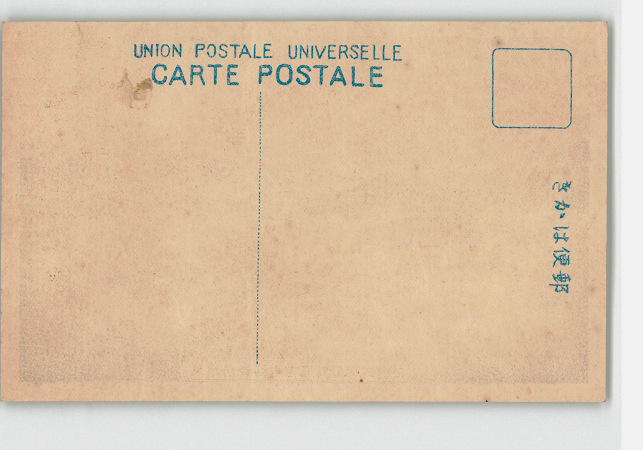 UNION POSTALE UNIVERSELLE
CARTE POSTALE
きかは便郵